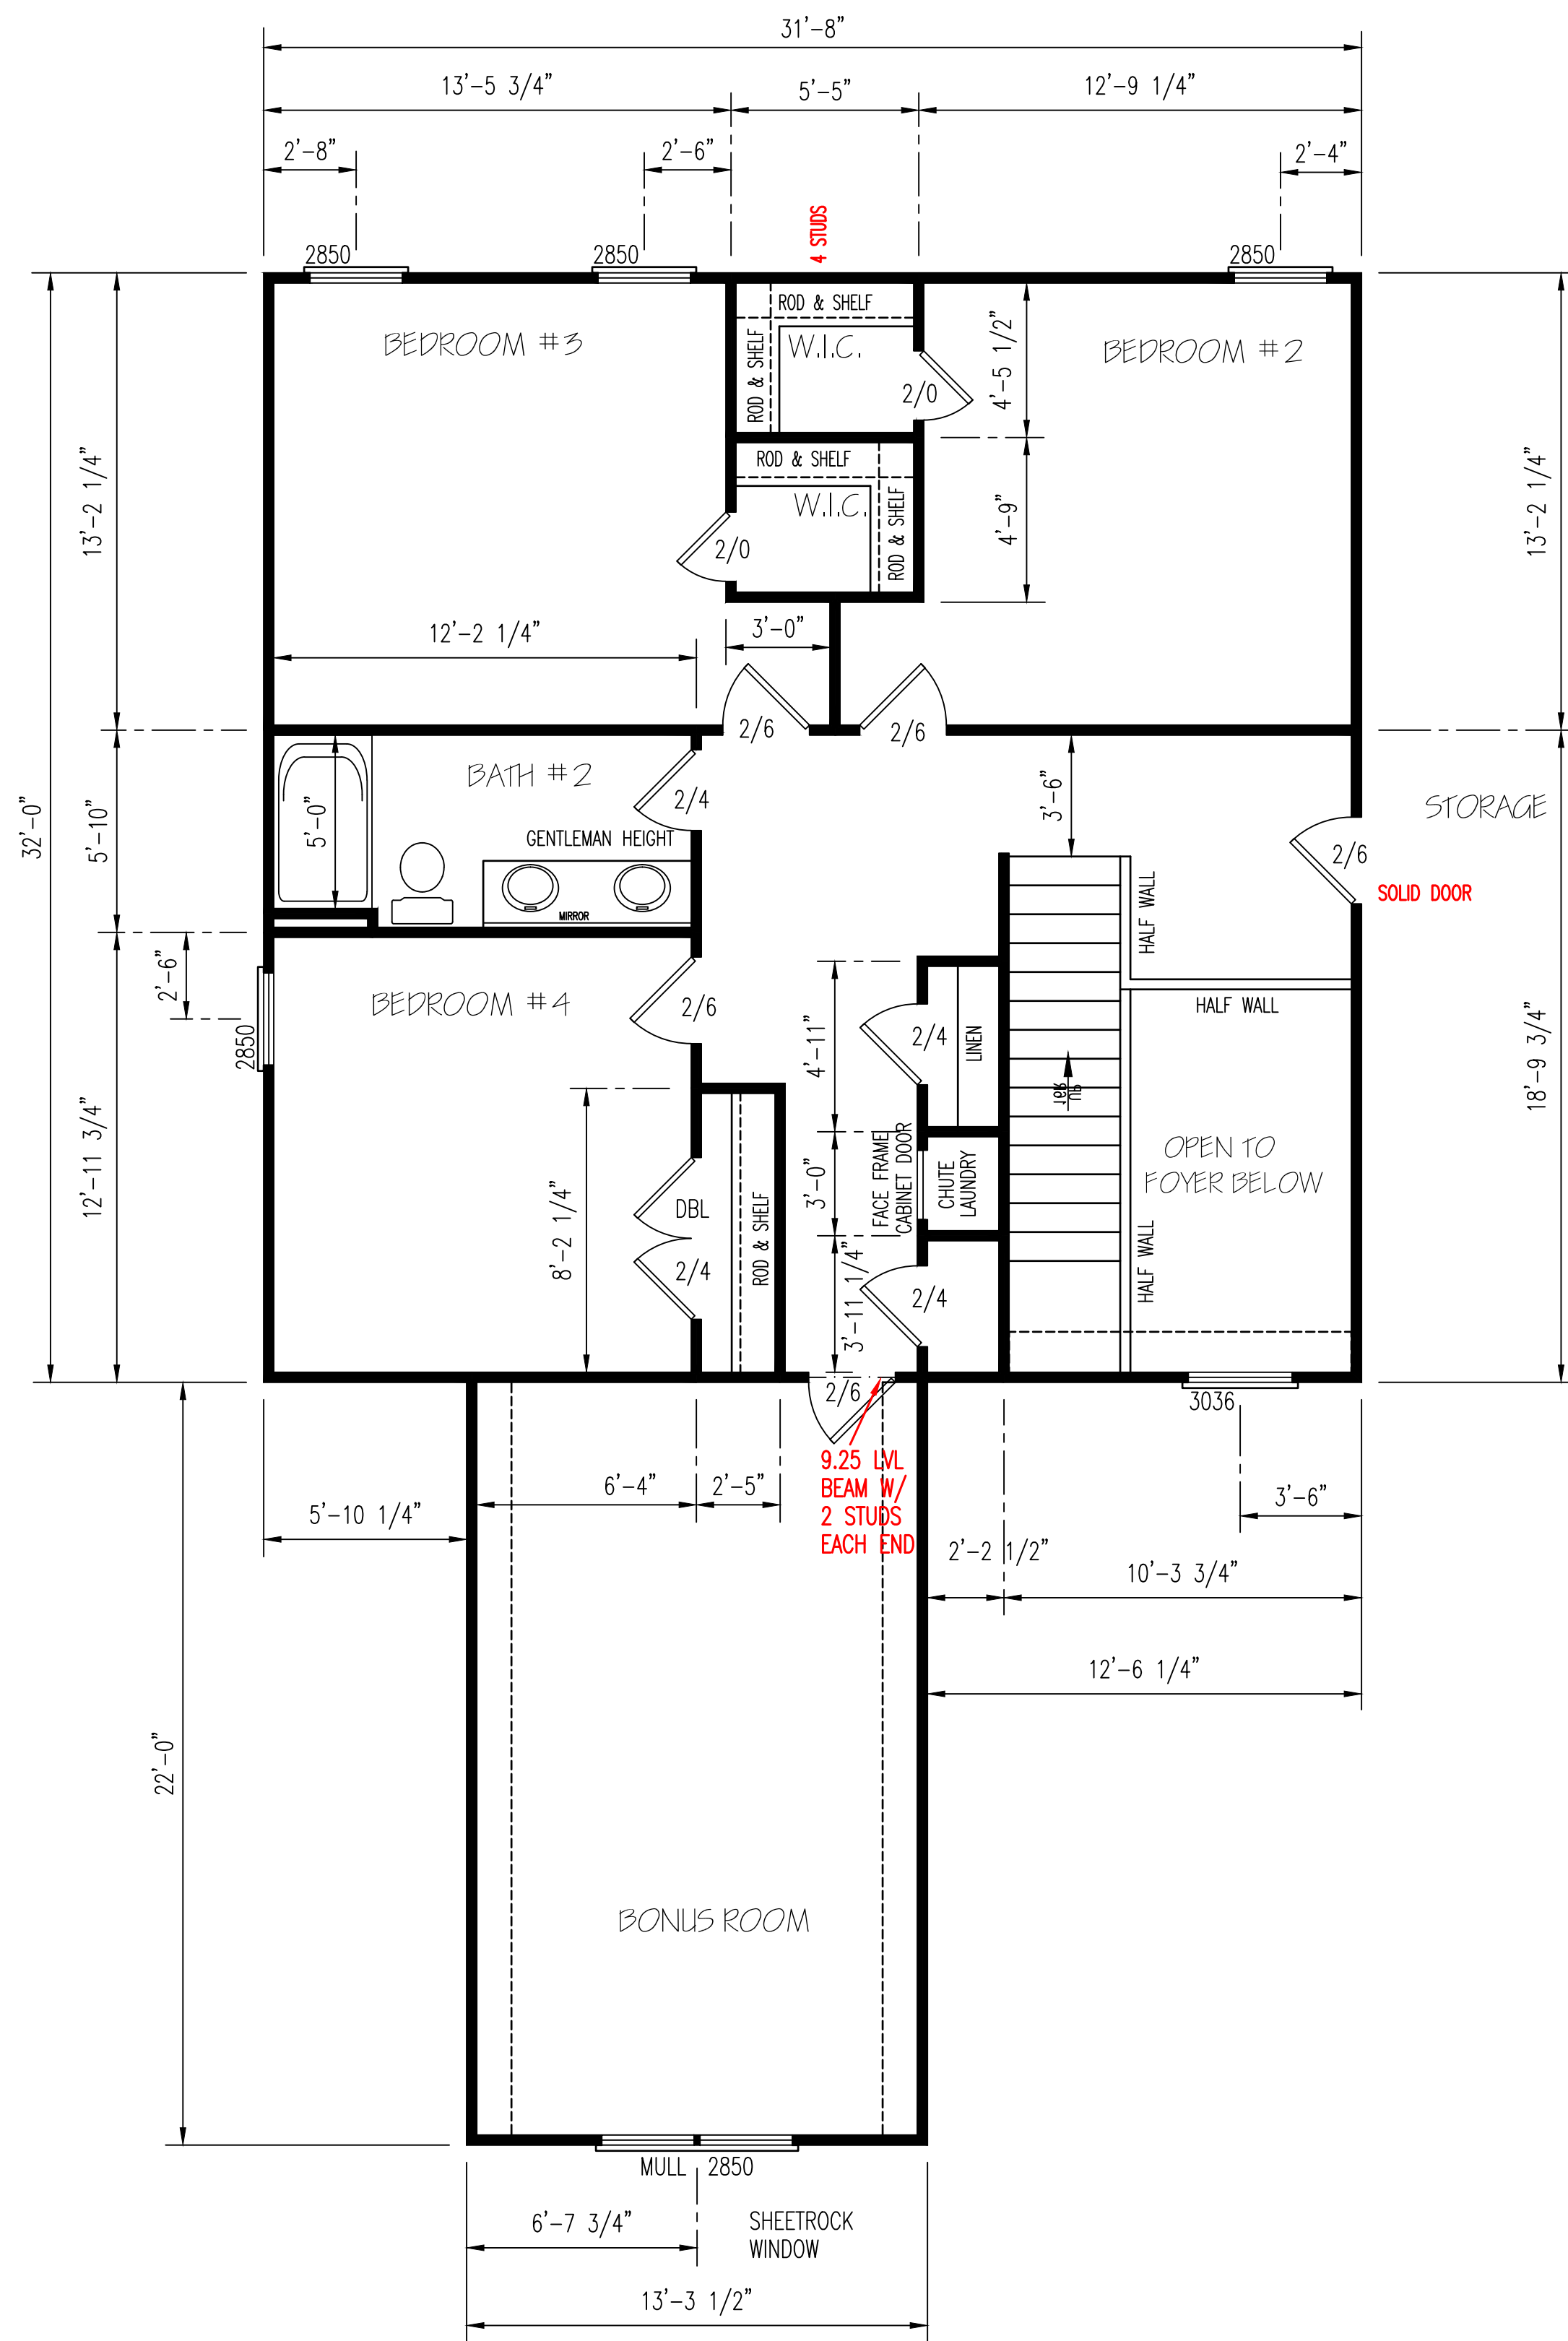 31'-8"
13'-5 3/4"
5'-5"
12'-9 1/4"
2'-8"
2'-6"
2'-4"
4 STUDS
2850
2850
2850
BEDROOM #3
ROD & SHELF
ROD & SHELF
W.I.C.
2/0
4'-5 1/2"
BEDROOM #2
13'-2 1/4"
ROD & SHELF
W.I.C.
ROD & SHELF
2/0
4'-9"
13'-2 1/4"
12'-2 1/4"
3'-0"
2/6
2/6
32'-0"
5'-10"
5'-0"
BATH #2
2/4
GENTLEMAN HEIGHT
MIRROR
3'-6"
STORAGE
2/6
SOLID DOOR
HALF WALL
2'-6"
2850
BEDROOM #4
2/6
4'-11"
2/4
LINEN
HALF WALL
18'-9 3/4"
12'-11 3/4"
UP
16R
OPEN TO
FOYER BELOW
8'-2 1/4"
DBL
2/4
ROD & SHELF
3'-0"
FACE FRAME
CABINET DOOR
CHUTE
LAUNDRY
HALF WALL
3'-11 1/4"
2/4
2/6
3036
9.25 LVL
BEAM W/
2 STUDS
EACH END
6'-4"
2'-5"
5'-10 1/4"
3'-6"
2'-2 1/2"
10'-3 3/4"
12'-6 1/4"
22'-0"
BONUS ROOM
MULL 2850
6'-7 3/4"
SHEETROCK
WINDOW
13'-3 1/2"